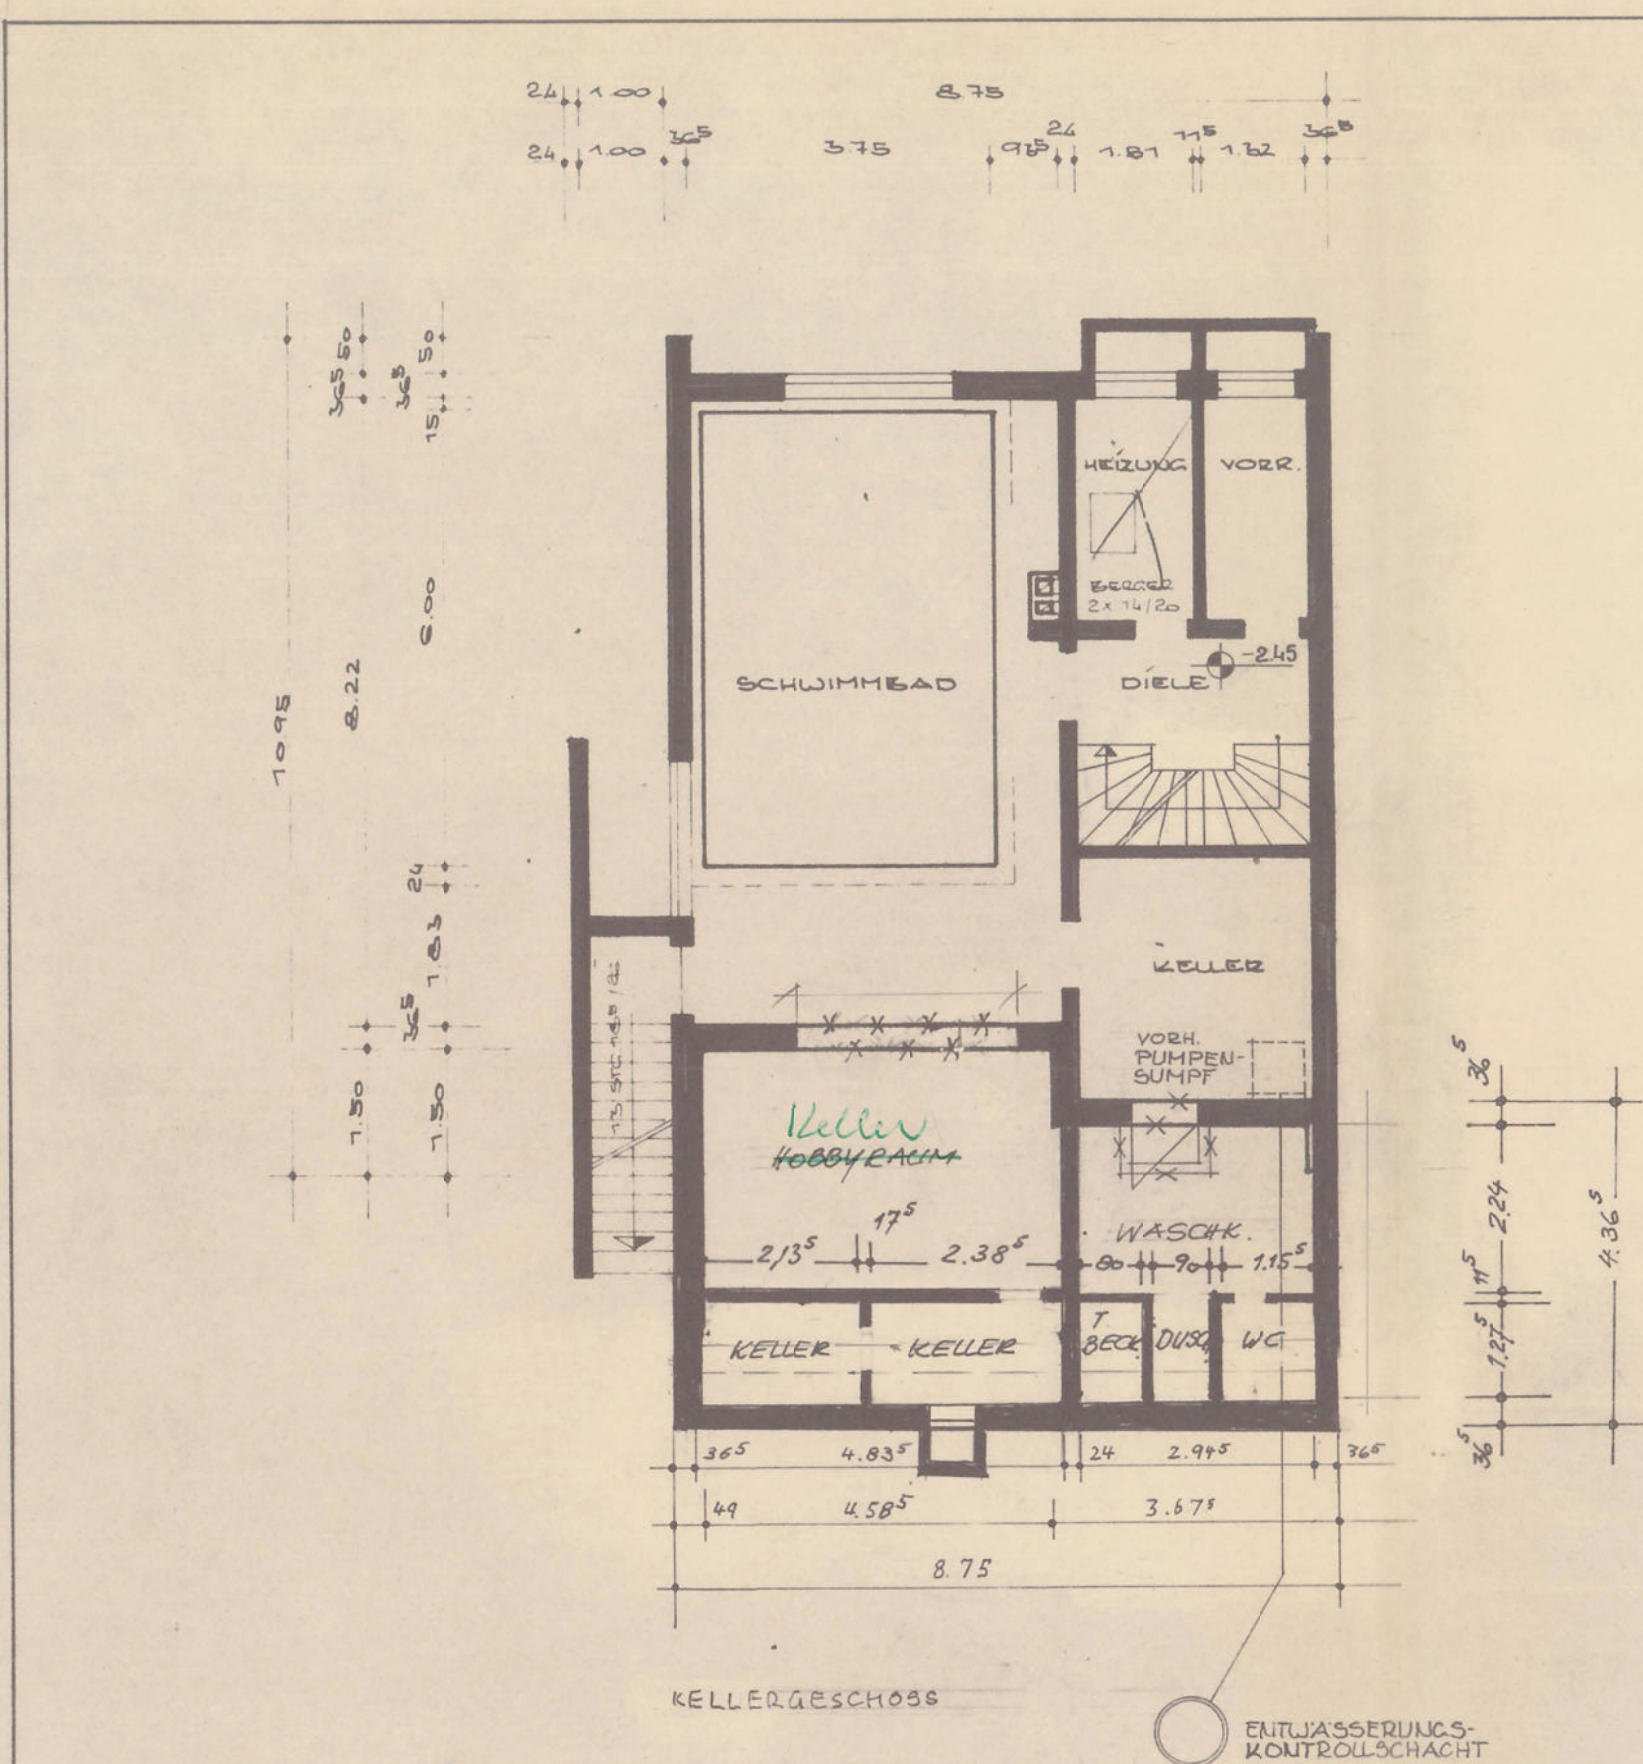 24 1.00 8.75
24 1.00 36⁵ 3.75 93⁵ 24 1.81 11⁵ 1.62 36⁵
50 36⁵
50 36⁵ 15
6.00
8.22
10.95
24
1.83
36⁵
1.50
1.50
HEIZUNG VORR.
BERGER
2x 14/20
-2.45
SCHWIMMBAD
DIELE
KELLER
VORH.
PUMPEN-
SUMPF
13 STG
Keller
HOBBYRAUM
17⁵
2,13⁵ 2.38⁵
WASCHK.
80 90 1.15⁵
KELLER KELLER
T
BECK DUSCH WC
36⁵ 4.83⁵ 24 2.94⁵ 36⁵
49 4.58⁵ 3.67⁵
8.75
36⁵
2.24
11⁵
1.27⁵
36⁵
4.36⁵
KELLERGESCHOSS
ENTWÄSSERUNGS-
KONTROLLSCHACHT